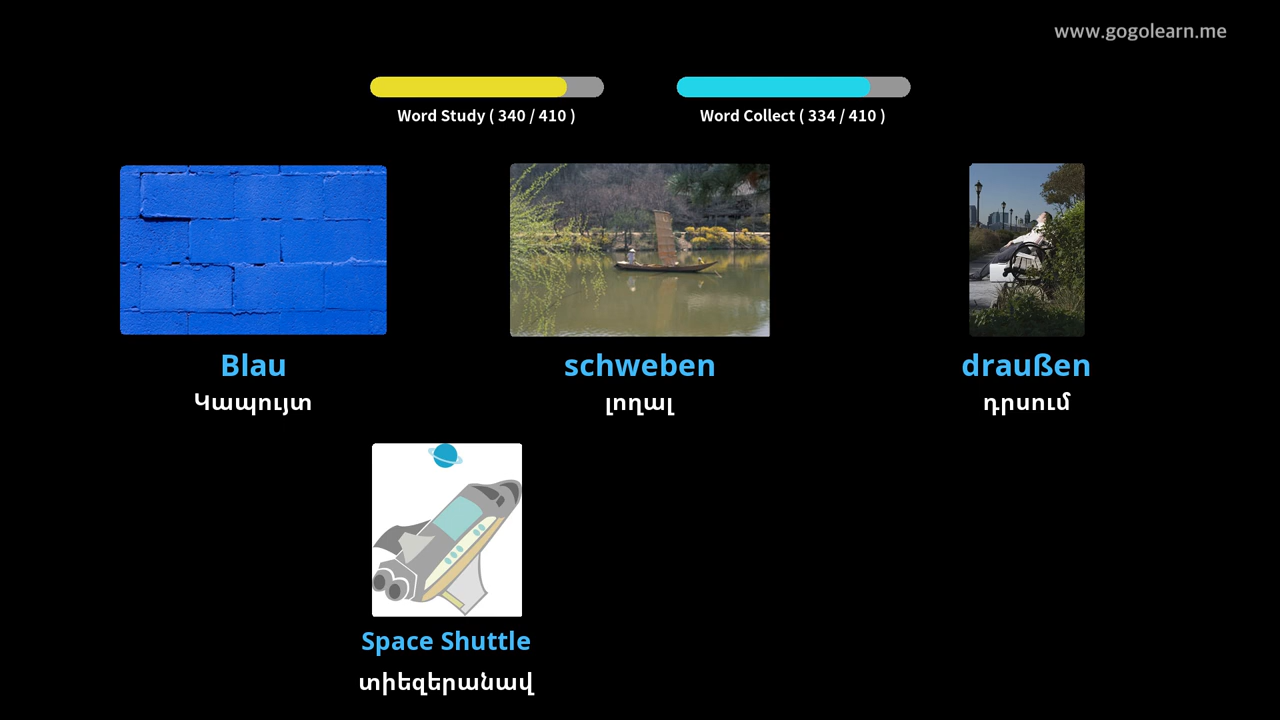 www.gogolearn.me
Word Study ( 340 / 410 )
Word Collect ( 334 / 410 )
Blau
schweben
draußen
Կապույտ
լողալ
դրսում
Space Shuttle
տիեզերանավ